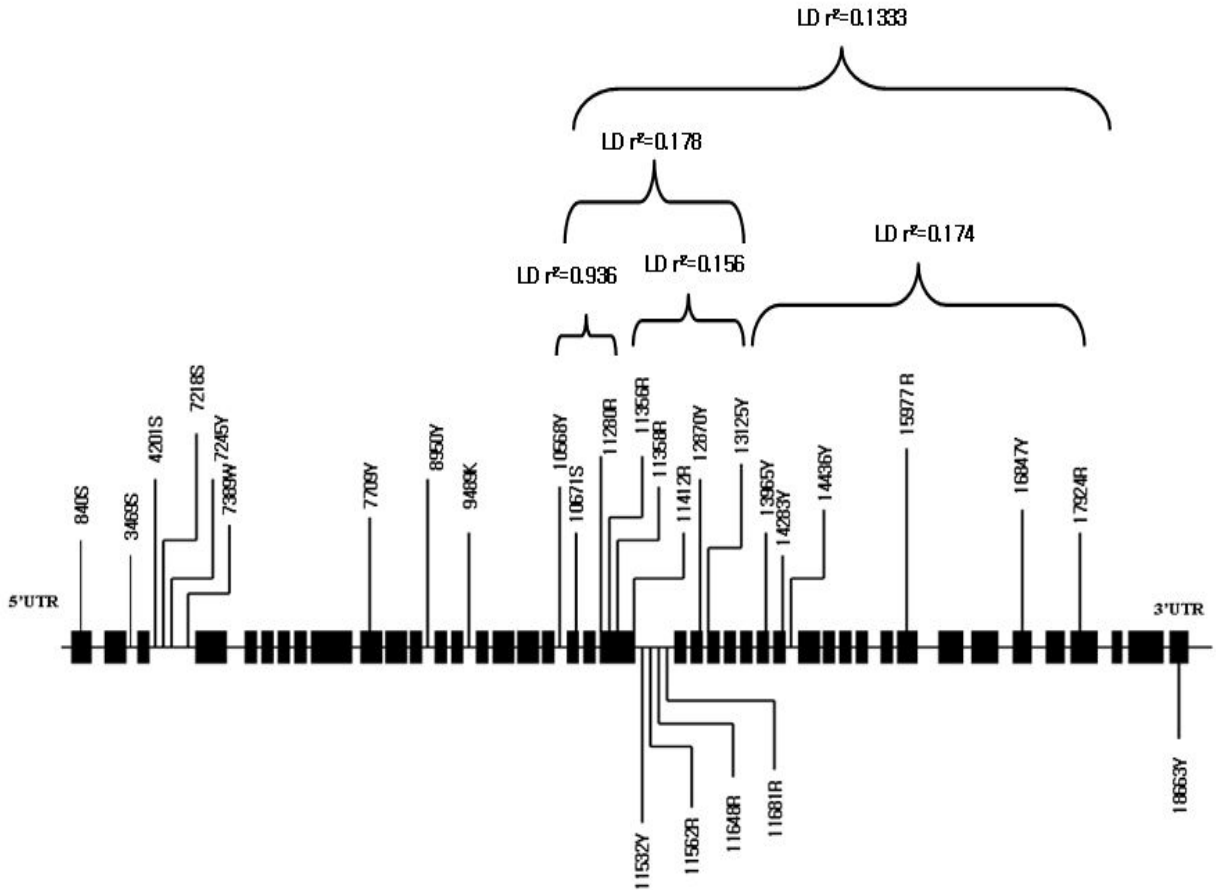 LD r²=0.1333
LD r²=0.178
LD r²=0.174
LD r²=0.936
LD r²=0.156
840S
3469S
4201S
7218S
7245Y
7389W
7709Y
8950Y
9489K
10568Y
10671S
11280R
11356R
11358R
11412R
12870Y
13125Y
13965Y
14283Y
14436Y
15977R
16847Y
17924R
5'UTR
3'UTR
11532Y
11562R
11648R
11681R
18663Y